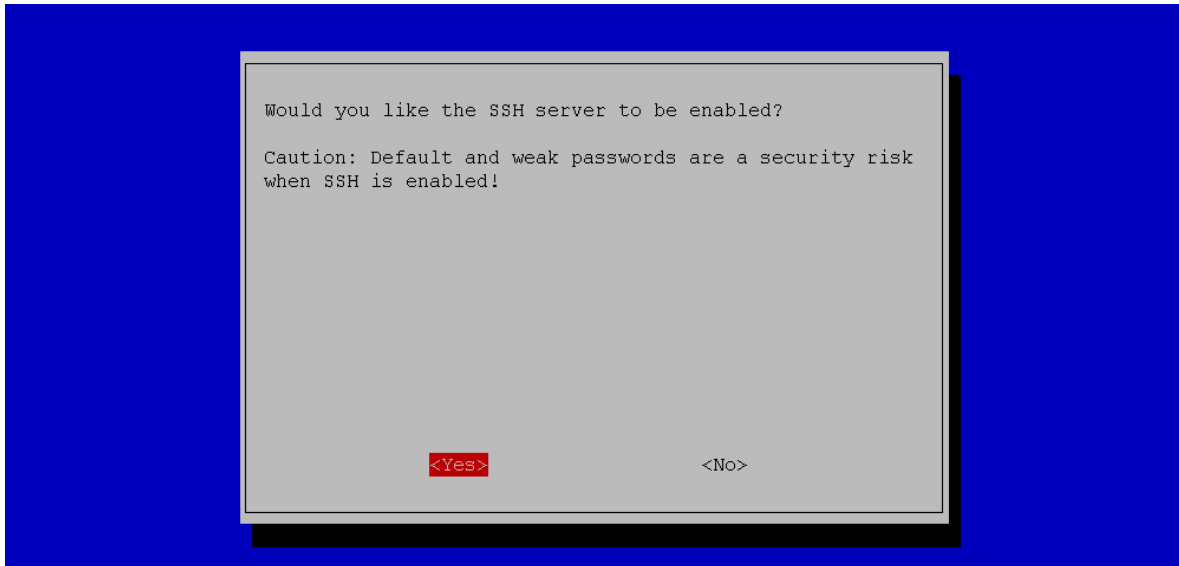 Would you like the SSH server to be enabled?
Caution: Default and weak passwords are a security risk
when SSH is enabled!
<Yes> <No>